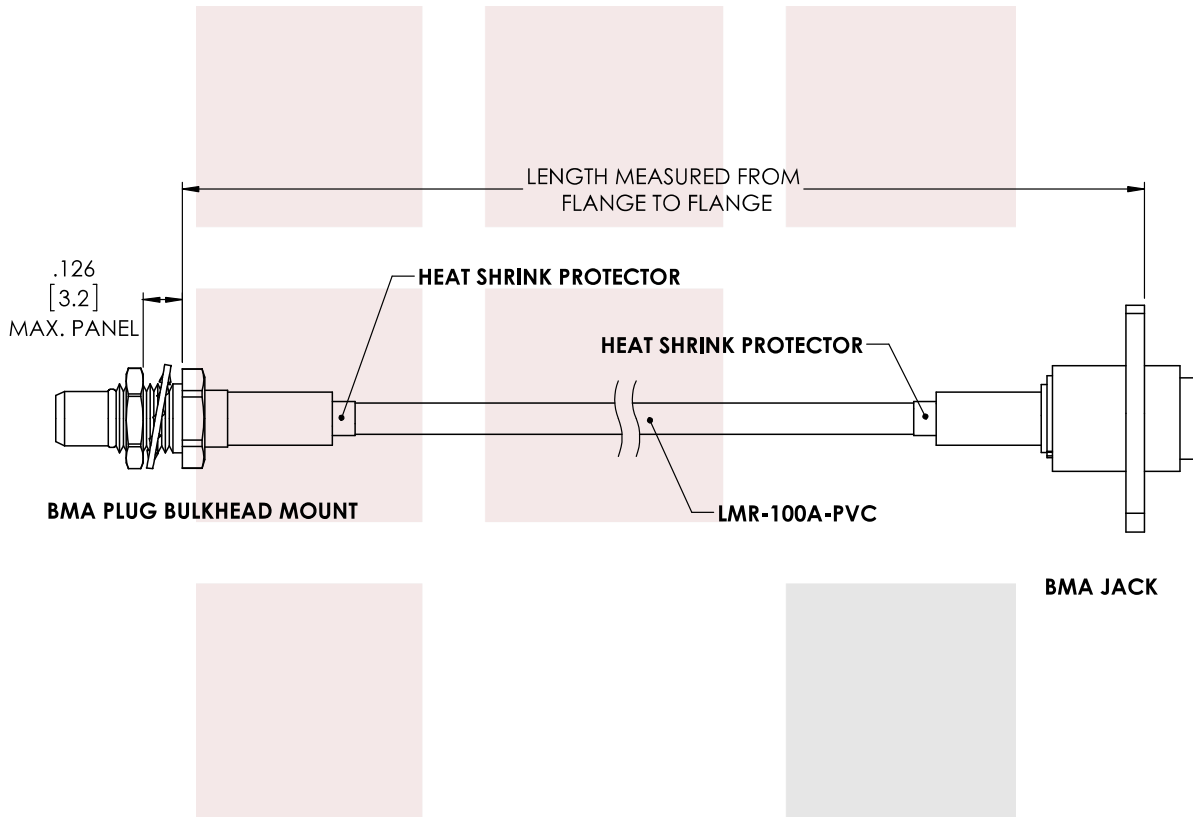 LENGTH MEASURED FROM
FLANGE TO FLANGE
.126
[3.2]
MAX. PANEL
HEAT SHRINK PROTECTOR
HEAT SHRINK PROTECTOR
BMA PLUG BULKHEAD MOUNT
LMR-100A-PVC
BMA JACK